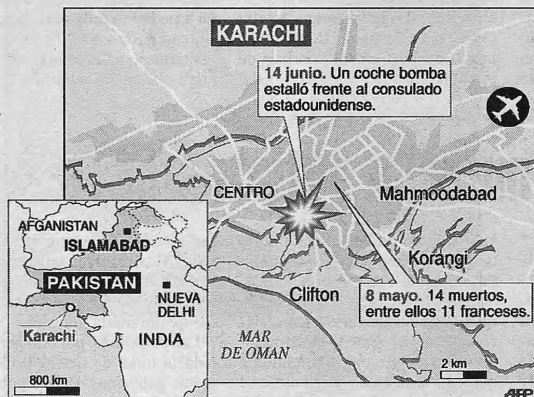 KARACHI
14 junio. Un coche bomba
estalló frente al consulado
estadounidense.
CENTRO
Mahmoodabad
Korangi
Clifton
8 mayo. 14 muertos,
entre ellos 11 franceses.
MAR
DE OMAN
2 km
AFGANISTAN
ISLAMABAD
PAKISTAN
NUEVA
DELHI
Karachi
INDIA
800 km
AFP